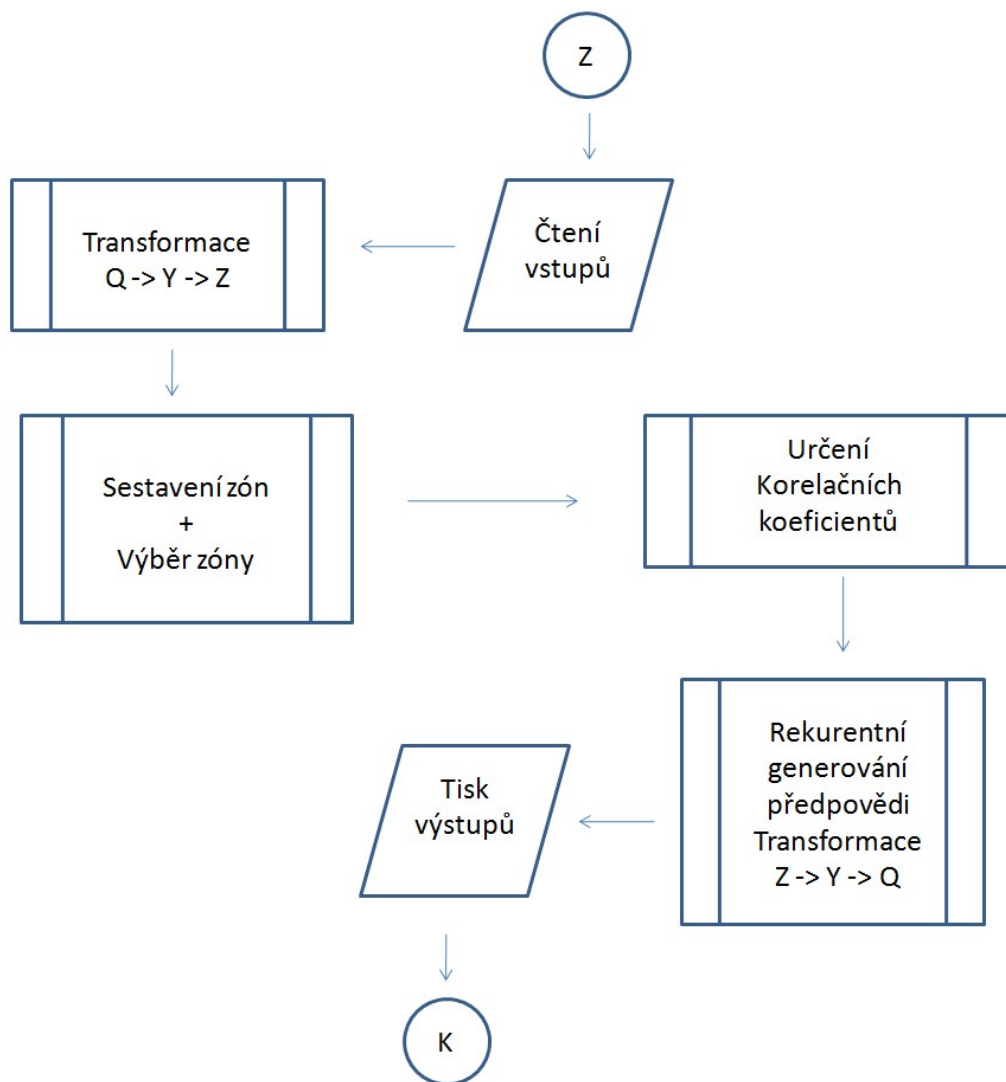 Z
Čtení
vstupů
Transformace
Q -> Y -> Z
Sestavení zón
+
Výběr zóny
Určení
Korelačních
koeficientů
Rekurentní
generování
předpovědi
Transformace
Z -> Y -> Q
Tisk
výstupů
K